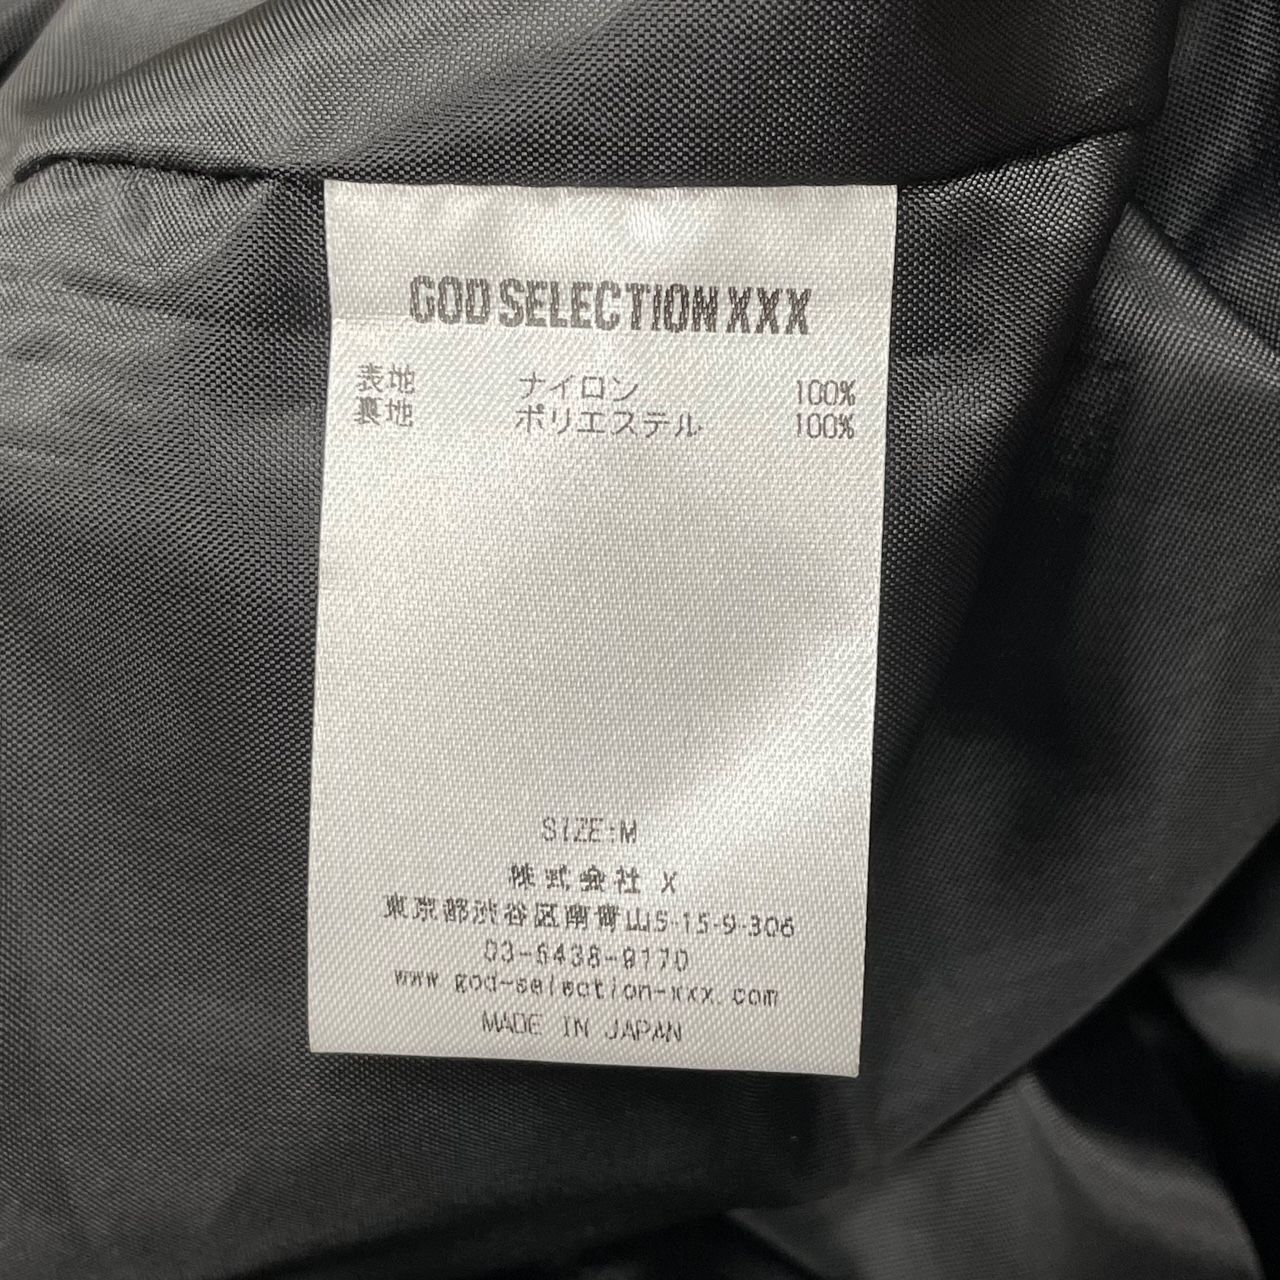 GOD SELECTION XXX
表地 ナイロン 100%
裏地 ポリエステル 100%
SIZE:M
株式会社 X
東京都渋谷区南青山5-15-9-306
03-6438-9170
www.god-selection-xxx.com
MADE IN JAPAN